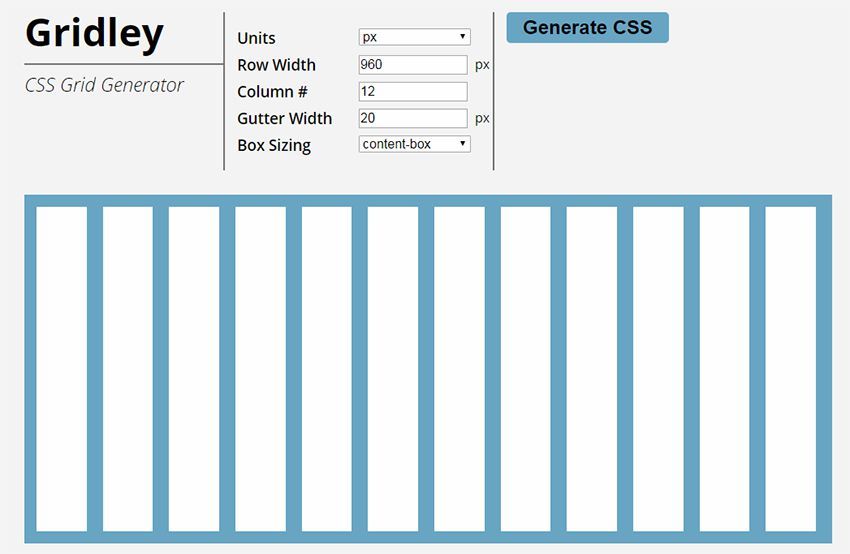 Gridley
CSS Grid Generator
Units px
Row Width 960 px
Column # 12
Gutter Width 20 px
Box Sizing content-box
Generate CSS